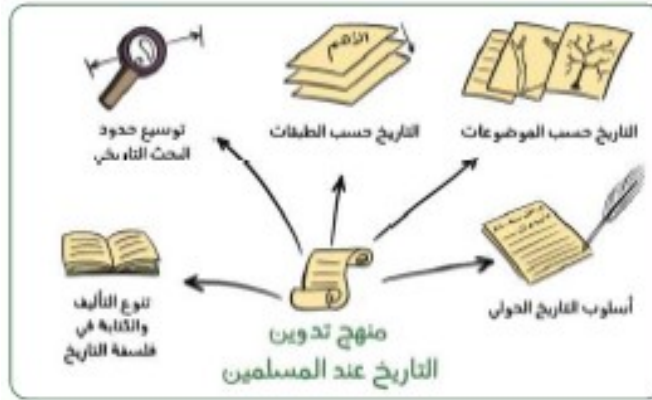 الأهم
التاريخ حسب الموضوعات
التاريخ حسب الطبقات
توسيع حدود
البحث التاريخي
أسلوب التاريخ الحولي
تنوع التأليف
والكتابة في
فلسفة التاريخ
منهج تدوين
التاريخ عند المسلمين